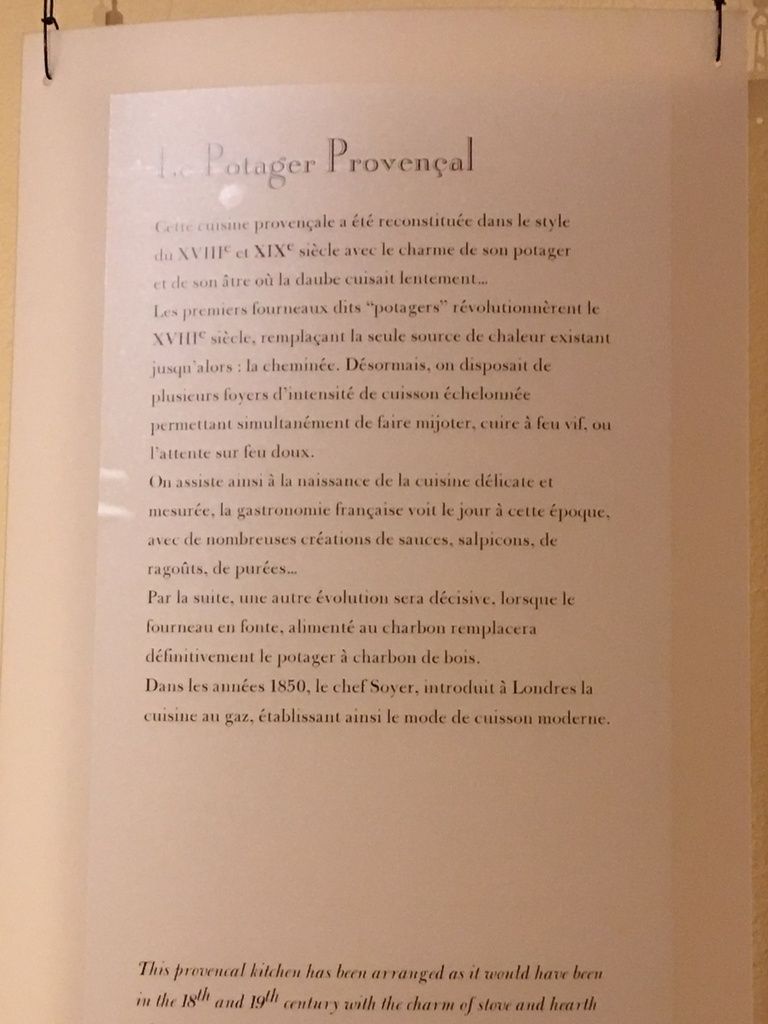 Le Potager Provençal
Cette cuisine provençale a été reconstituée dans le style
du XVIIIe et XIXe siècle avec le charme de son potager
et de son âtre où la daube cuisait lentement...
Les premiers fourneaux dits “potagers” révolutionnèrent le
XVIIIe siècle, remplaçant la seule source de chaleur existant
jusqu'alors : la cheminée. Désormais, on disposait de
plusieurs foyers d'intensité de cuisson échelonnée
permettant simultanément de faire mijoter, cuire à feu vif, ou
l'attente sur feu doux.
On assiste ainsi à la naissance de la cuisine délicate et
mesurée, la gastronomie française voit le jour à cette époque,
avec de nombreuses créations de sauces, salpicons, de
ragoûts, de purées...
Par la suite, une autre évolution sera décisive, lorsque le
fourneau en fonte, alimenté au charbon remplacera
définitivement le potager à charbon de bois.
Dans les années 1850, le chef Soyer, introduit à Londres la
cuisine au gaz, établissant ainsi le mode de cuisson moderne.
This provencal kitchen has been arranged as it would have been
in the 18th and 19th century with the charm of stove and hearth